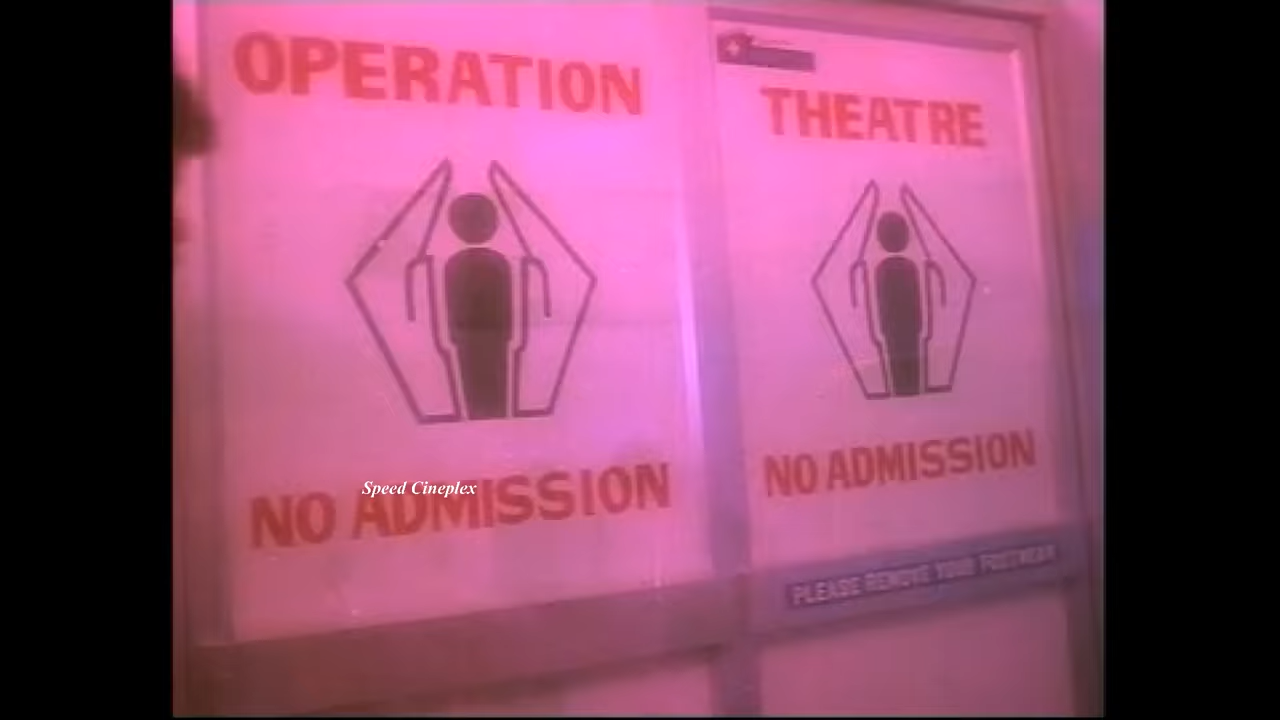 OPERATION
THEATRE
NO ADMISSION
NO ADMISSION
Speed Cineplex
PLEASE REMOVE YOUR FOOTWEAR